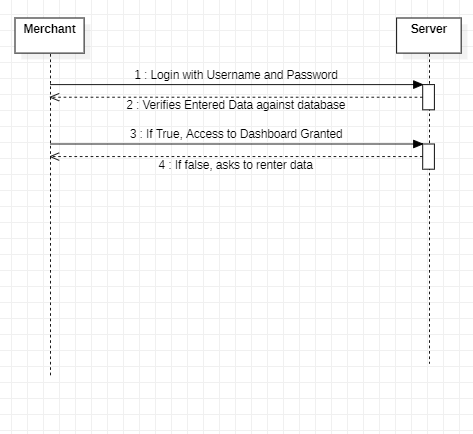 Merchant
Server
1 : Login with Username and Password
2 : Verifies Entered Data against database
3 : If True, Access to Dashboard Granted
4 : If false, asks to renter data